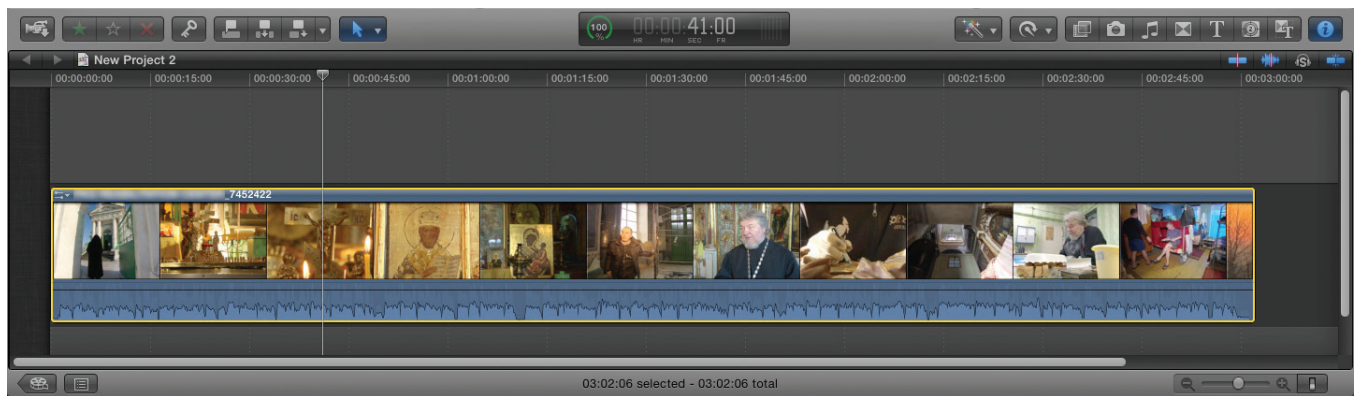 100
%
00:00:41:00
HR MIN SEC FR
T
T
New Project 2
S
00:00:00:00 00:00:15:00 00:00:30:00 00:00:45:00 00:01:00:00 00:01:15:00 00:01:30:00 00:01:45:00 00:02:00:00 00:02:15:00 00:02:30:00 00:02:45:00 00:03:00:00
_7452422
03:02:06 selected - 03:02:06 total